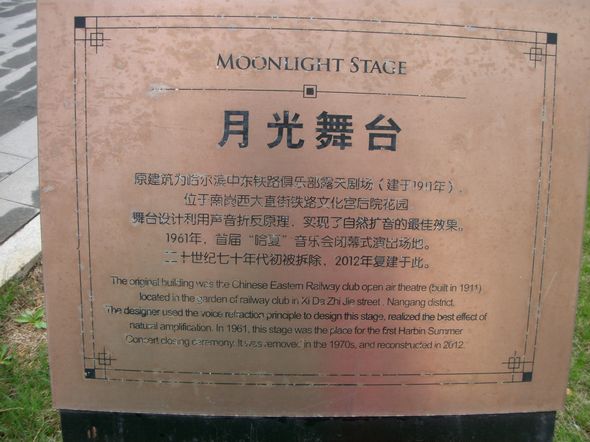 MOONLIGHT STAGE
月光舞台
原建筑为哈尔滨中东铁路俱乐部露天剧场（建于1911年），
位于南岗西大直街铁路文化宫后院花园。
舞台设计利用声音折反原理，实现了自然扩音的最佳效果。
1961年，首届“哈夏”音乐会闭幕式演出场地。
二十世纪七十年代初被拆除，2012年复建于此。
The original building was the Chinese Eastern Railway club open air theatre (built in 1911)
located in the garden of railway club in Xi Da Zhi Jie street , Nangang district.
The designer used the voice refraction principle to design this stage, realized the best effect of
natural amplification. In 1961, this stage was the place for the first Harbin Summer
Concert closing ceremony. It was removed in the 1970s, and reconstructed in 2012.